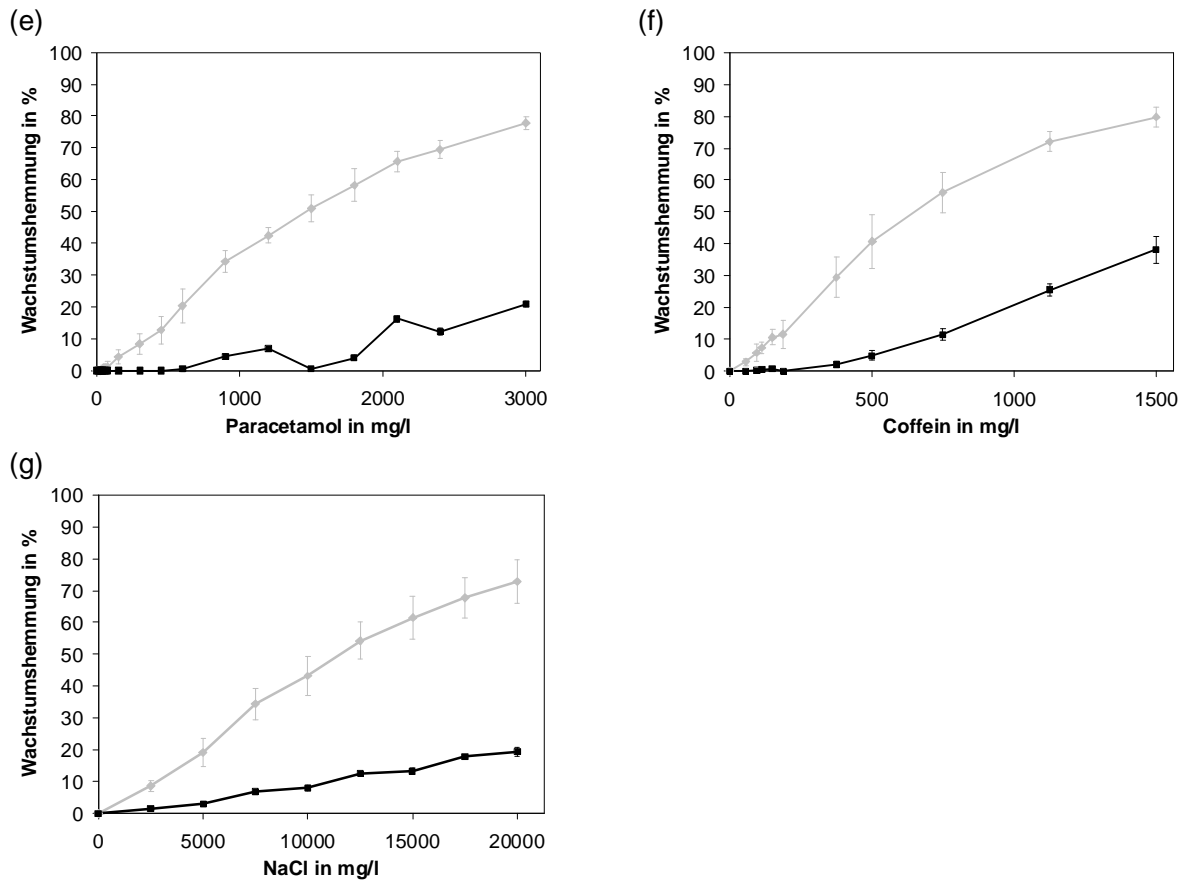 (e)
100
90
80
70
60
50
40
30
20
10
0
Wachstumshemmung in %
0 1000 2000 3000
Paracetamol in mg/l
(f)
100
90
80
70
60
50
40
30
20
10
0
Wachstumshemmung in %
0 500 1000 1500
Coffein in mg/l
(g)
100
90
80
70
60
50
40
30
20
10
0
Wachstumshemmung in %
0 5000 10000 15000 20000
NaCl in mg/l